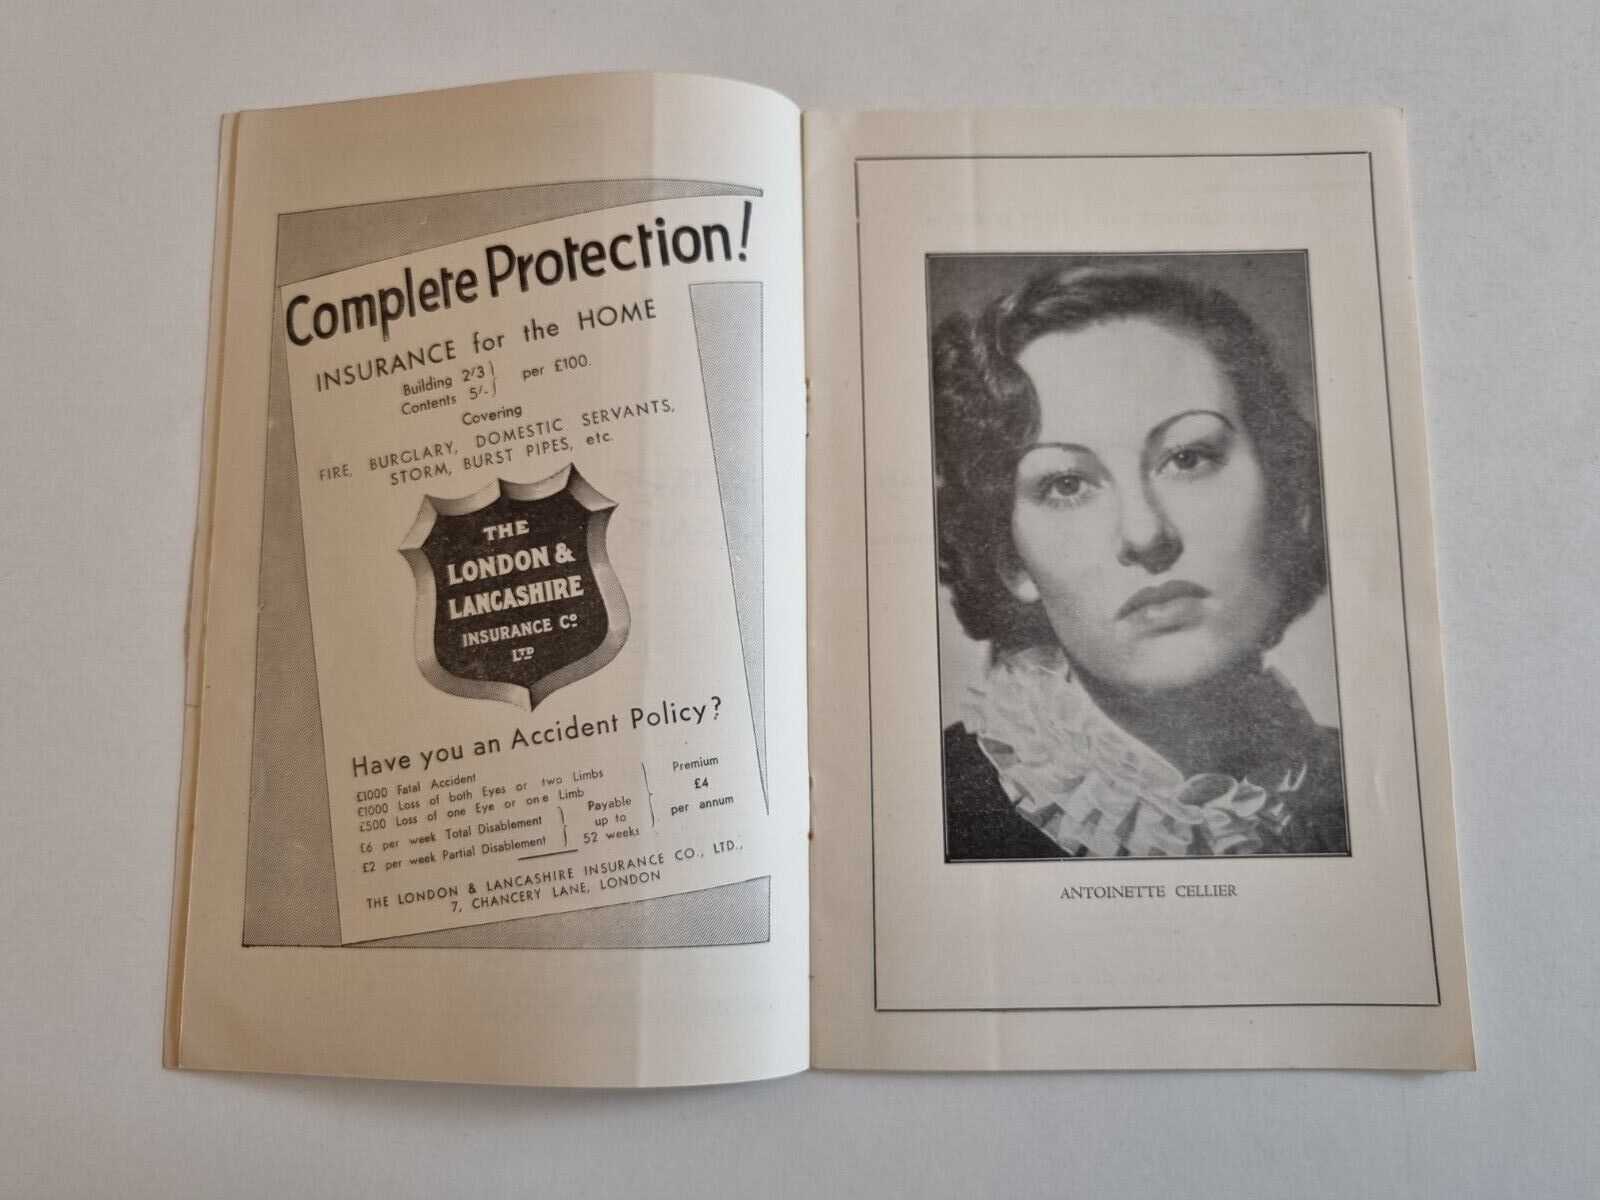 Complete Protection!
INSURANCE for the HOME
Building 2/3 } per £100.
Contents 5/- }
Covering
FIRE, BURGLARY, DOMESTIC SERVANTS,
STORM, BURST PIPES, etc.
THE
LONDON &
LANCASHIRE
INSURANCE Co
LTD
Have you an Accident Policy?
£1000 Fatal Accident
£1000 Loss of both Eyes or two Limbs
£500 Loss of one Eye or one Limb
£6 per week Total Disablement
£2 per week Partial Disablement
Payable
up to
52 weeks
Premium
£4
per annum
THE LONDON & LANCASHIRE INSURANCE CO., LTD.,
7, CHANCERY LANE, LONDON
ANTOINETTE CELLIER